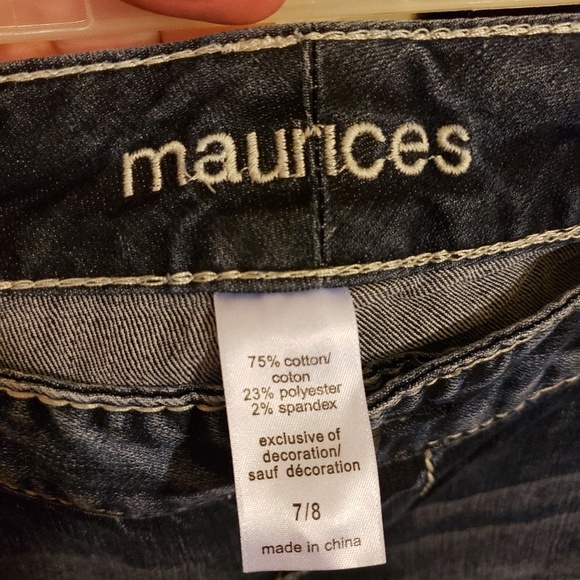 maurices
75% cotton/
coton
23% polyester
2% spandex
exclusive of
decoration/
sauf décoration
7/8
made in china